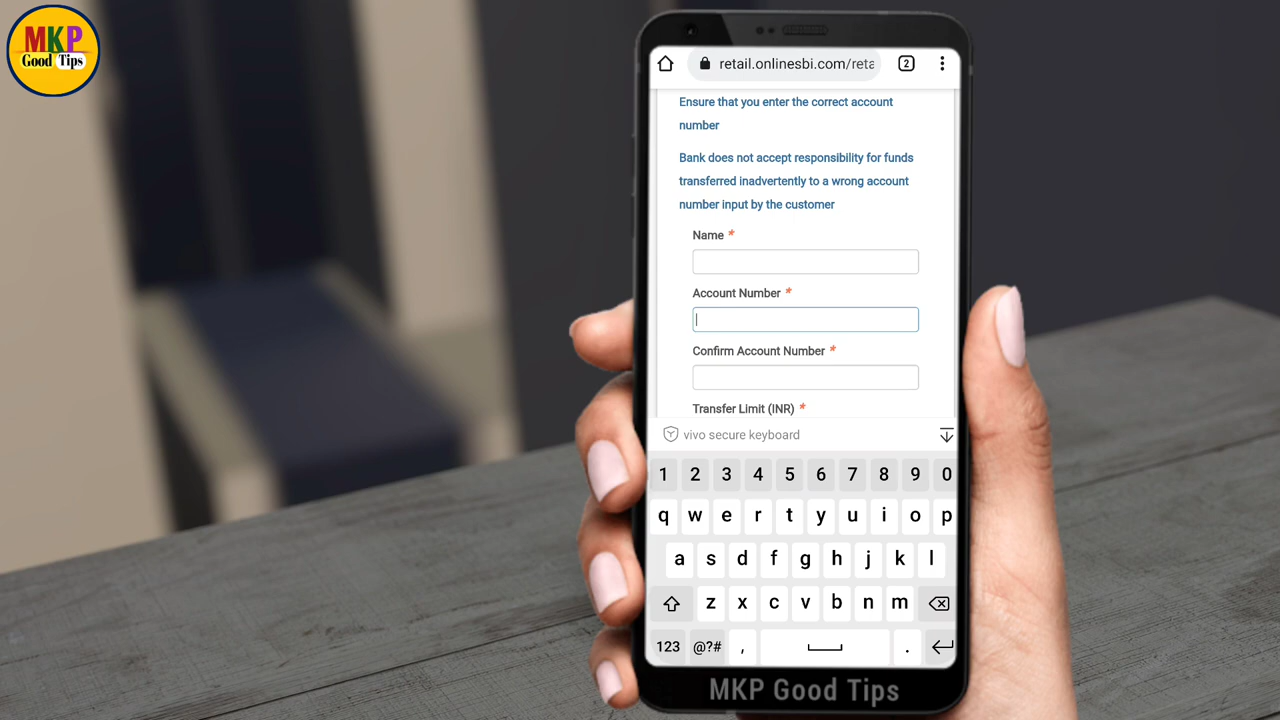 MKP
Good Tips
retail.onlinesbi.com/reta
2
Ensure that you enter the correct account
number
Bank does not accept responsibility for funds
transferred inadvertently to a wrong account
number input by the customer
Name *
Account Number *
Confirm Account Number *
Transfer Limit (INR) *
vivo secure keyboard
1 2 3 4 5 6 7 8 9 0
q w e r t y u i o p
a s d f g h j k l
z x c v b n m
123 @?# , .
MKP Good Tips